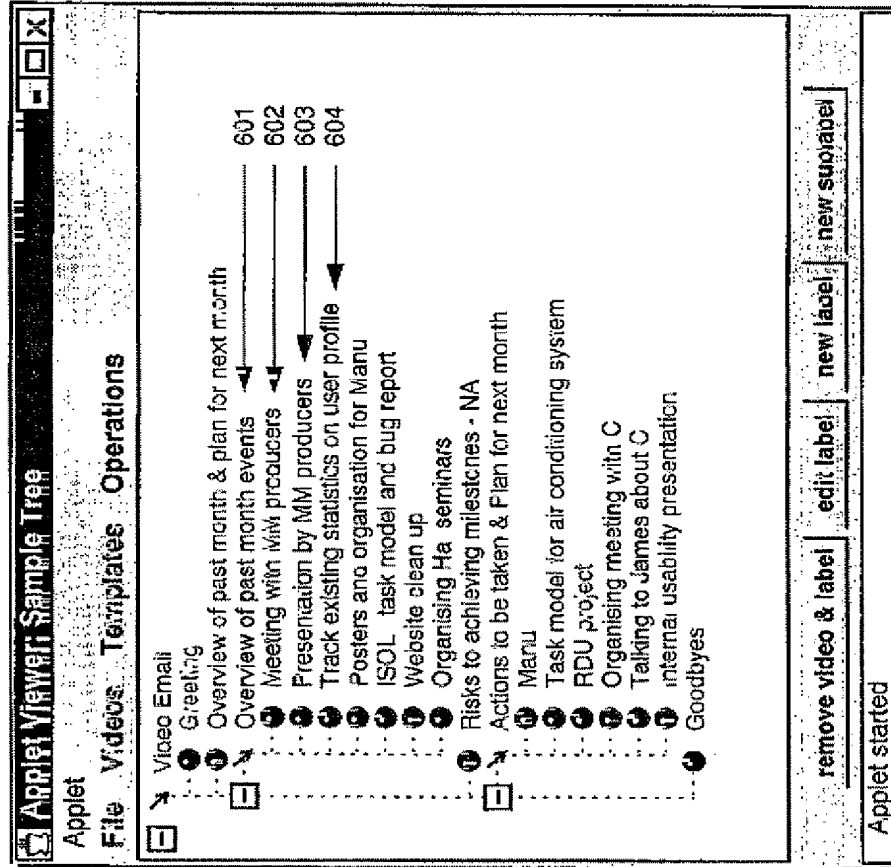 Applet Viewer: Sample Tree
Applet
File Videos Templates Operations
Video Email
Greeting
Overview of past month & plan for next month
Overview of past month events 601
Meeting with MM producers 602
Presentation by MM producers 603
Track existing statistics on user profile 604
Posters and organisation for Manu
ISOL task model and bug report
Website clean up
Organising Ha seminars
Risks to achieving milestones - NA
Actions to be taken & Plan for next month
Manu
Task model for air conditioning system
RDU project
Organising meeting with C
Talking to James about C
Internal usability presentation
Goodbyes
remove video & label edit label new label new sublabel
Applet started